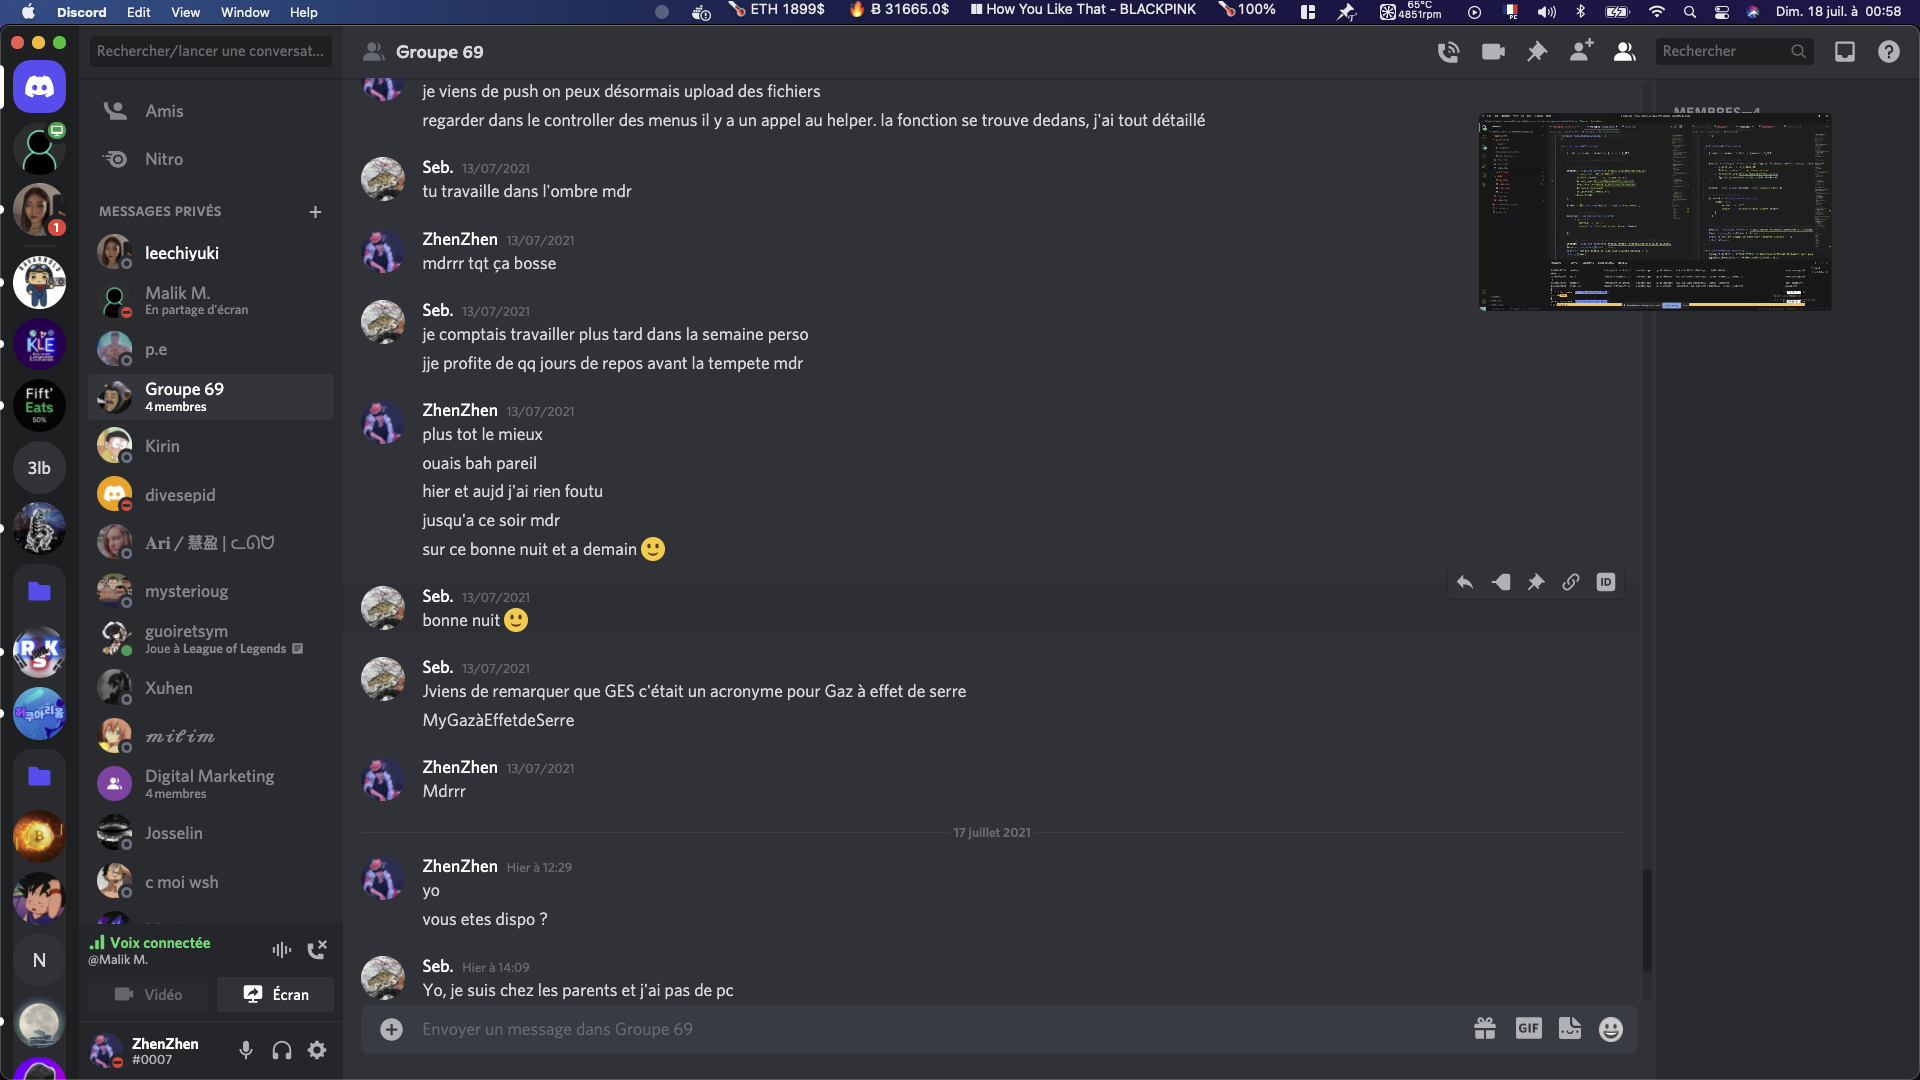 Discord Edit View Window Help
ETH 1899$ Ƀ 31665.0$ How You Like That - BLACKPINK 100% 65°C 4851rpm Dim. 18 juil. à 00:58
Rechercher/lancer une conversat...
Groupe 69
Rechercher
Amis
Nitro
MESSAGES PRIVÉS
leechiyuki
Malik M.
En partage d'écran
p.e
Groupe 69
4 membres
Kirin
divesepid
Ari / 慧盈 |
mysterioug
guoiretsym
Joue à League of Legends
Xuhen
𝓶𝓲𝓵𝓲𝓶
Digital Marketing
4 membres
Josselin
c moi wsh
Voix connectée
@Malik M.
Vidéo
Écran
ZhenZhen
#0007
1
KLE
Fift'
Eats
50%
3lb
R K
S
허쿠아리움
N
je viens de push on peux désormais upload des fichiers
regarder dans le controller des menus il y a un appel au helper. la fonction se trouve dedans, j'ai tout détaillé
Seb. 13/07/2021
tu travaille dans l'ombre mdr
ZhenZhen 13/07/2021
mdrrr tqt ça bosse
Seb. 13/07/2021
je comptais travailler plus tard dans la semaine perso
jje profite de qq jours de repos avant la tempete mdr
ZhenZhen 13/07/2021
plus tot le mieux
ouais bah pareil
hier et aujd j'ai rien foutu
jusqu'a ce soir mdr
sur ce bonne nuit et a demain 🙂
Seb. 13/07/2021
bonne nuit 🙂
ID
Seb. 13/07/2021
Jviens de remarquer que GES c'était un acronyme pour Gaz à effet de serre
MyGazàEffetdeSerre
ZhenZhen 13/07/2021
Mdrrr
17 juillet 2021
ZhenZhen Hier à 12:29
yo
vous etes dispo ?
Seb. Hier à 14:09
Yo, je suis chez les parents et j'ai pas de pc
Envoyer un message dans Groupe 69
GIF
MEMBRES—4